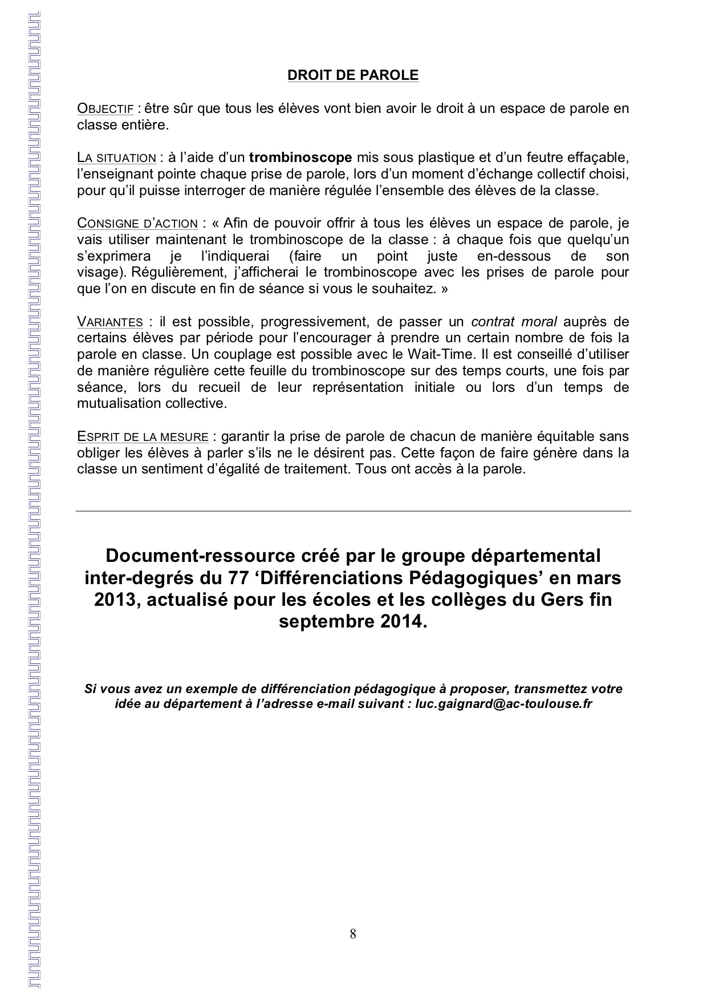 DROIT DE PAROLE
OBJECTIF : être sûr que tous les élèves vont bien avoir le droit à un espace de parole en
classe entière.
LA SITUATION : à l’aide d’un trombinoscope mis sous plastique et d’un feutre effaçable,
l’enseignant pointe chaque prise de parole, lors d’un moment d’échange collectif choisi,
pour qu’il puisse interroger de manière régulée l’ensemble des élèves de la classe.
CONSIGNE D’ACTION : « Afin de pouvoir offrir à tous les élèves un espace de parole, je
vais utiliser maintenant le trombinoscope de la classe : à chaque fois que quelqu’un
s’exprimera je l’indiquerai (faire un point juste en-dessous de son
visage). Régulièrement, j’afficherai le trombinoscope avec les prises de parole pour
que l’on en discute en fin de séance si vous le souhaitez. »
VARIANTES : il est possible, progressivement, de passer un contrat moral auprès de
certains élèves par période pour l’encourager à prendre un certain nombre de fois la
parole en classe. Un couplage est possible avec le Wait-Time. Il est conseillé d’utiliser
de manière régulière cette feuille du trombinoscope sur des temps courts, une fois par
séance, lors du recueil de leur représentation initiale ou lors d’un temps de
mutualisation collective.
ESPRIT DE LA MESURE : garantir la prise de parole de chacun de manière équitable sans
obliger les élèves à parler s’ils ne le désirent pas. Cette façon de faire génère dans la
classe un sentiment d’égalité de traitement. Tous ont accès à la parole.
Document-ressource créé par le groupe départemental
inter-degrés du 77 ‘Différenciations Pédagogiques’ en mars
2013, actualisé pour les écoles et les collèges du Gers fin
septembre 2014.
Si vous avez un exemple de différenciation pédagogique à proposer, transmettez votre
idée au département à l’adresse e-mail suivant : luc.gaignard@ac-toulouse.fr
8